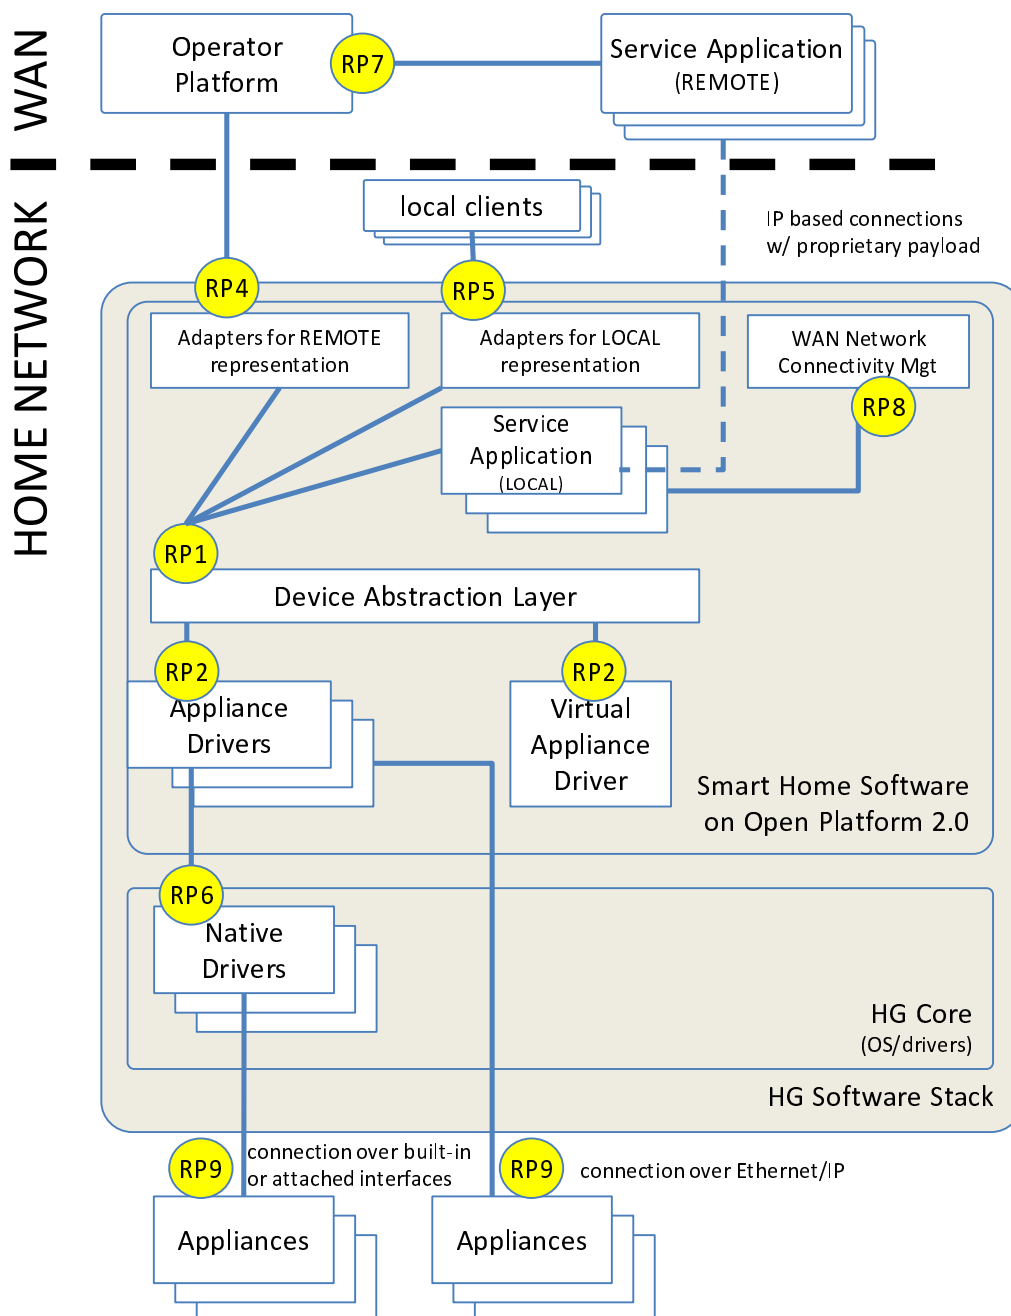 WAN
Operator
Platform
RP7
Service Application
(REMOTE)
HOME NETWORK
local clients
IP based connections
w/ proprietary payload
RP4
RP5
Adapters for REMOTE
representation
Adapters for LOCAL
representation
WAN Network
Connectivity Mgt
RP8
Service
Application
(LOCAL)
RP1
Device Abstraction Layer
RP2
RP2
Appliance
Drivers
Virtual
Appliance
Driver
Smart Home Software
on Open Platform 2.0
RP6
Native
Drivers
HG Core
(OS/drivers)
HG Software Stack
RP9
connection over built-in
or attached interfaces
RP9
connection over Ethernet/IP
Appliances
Appliances